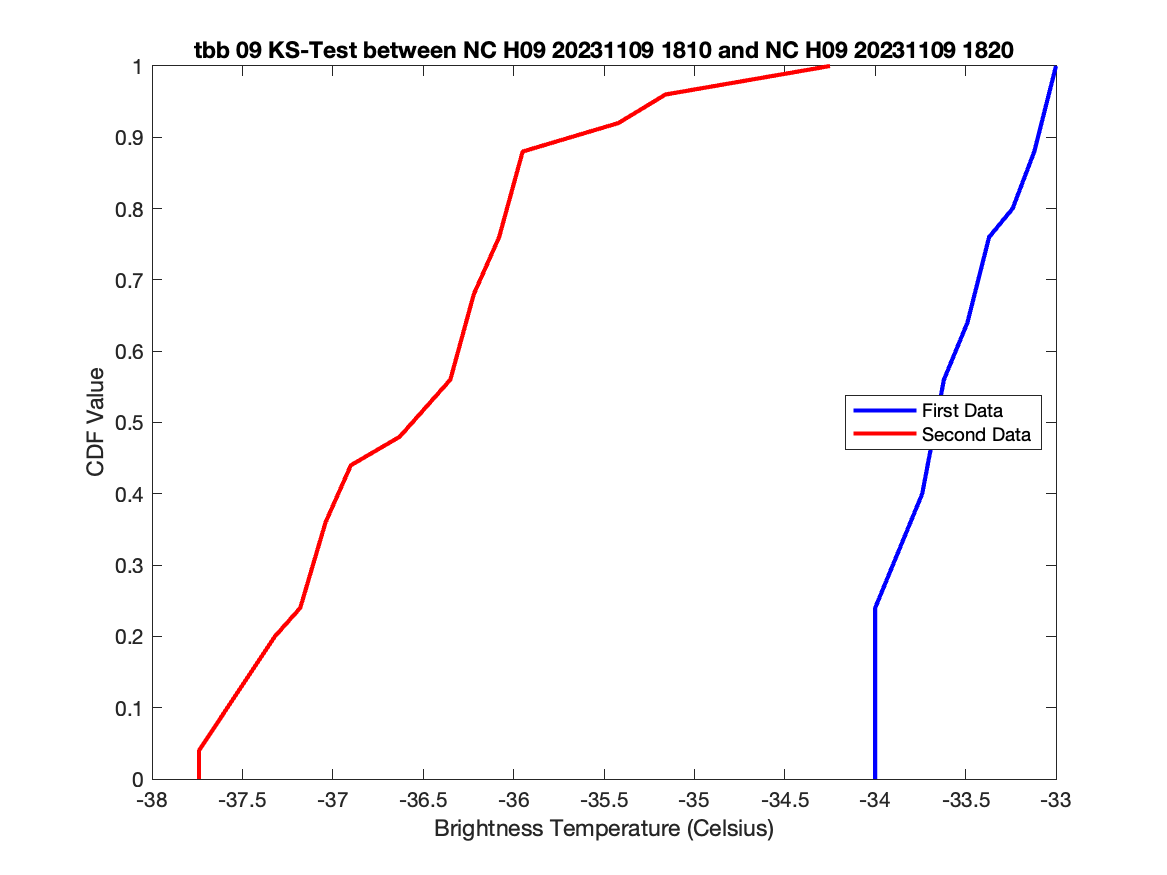 tbb 09 KS-Test between NC H09 20231109 1810 and NC H09 20231109 1820
1
0.9
0.8
0.7
0.6
0.5
0.4
0.3
0.2
0.1
0
CDF Value
First Data
Second Data
-38 -37.5 -37 -36.5 -36 -35.5 -35 -34.5 -34 -33.5 -33
Brightness Temperature (Celsius)